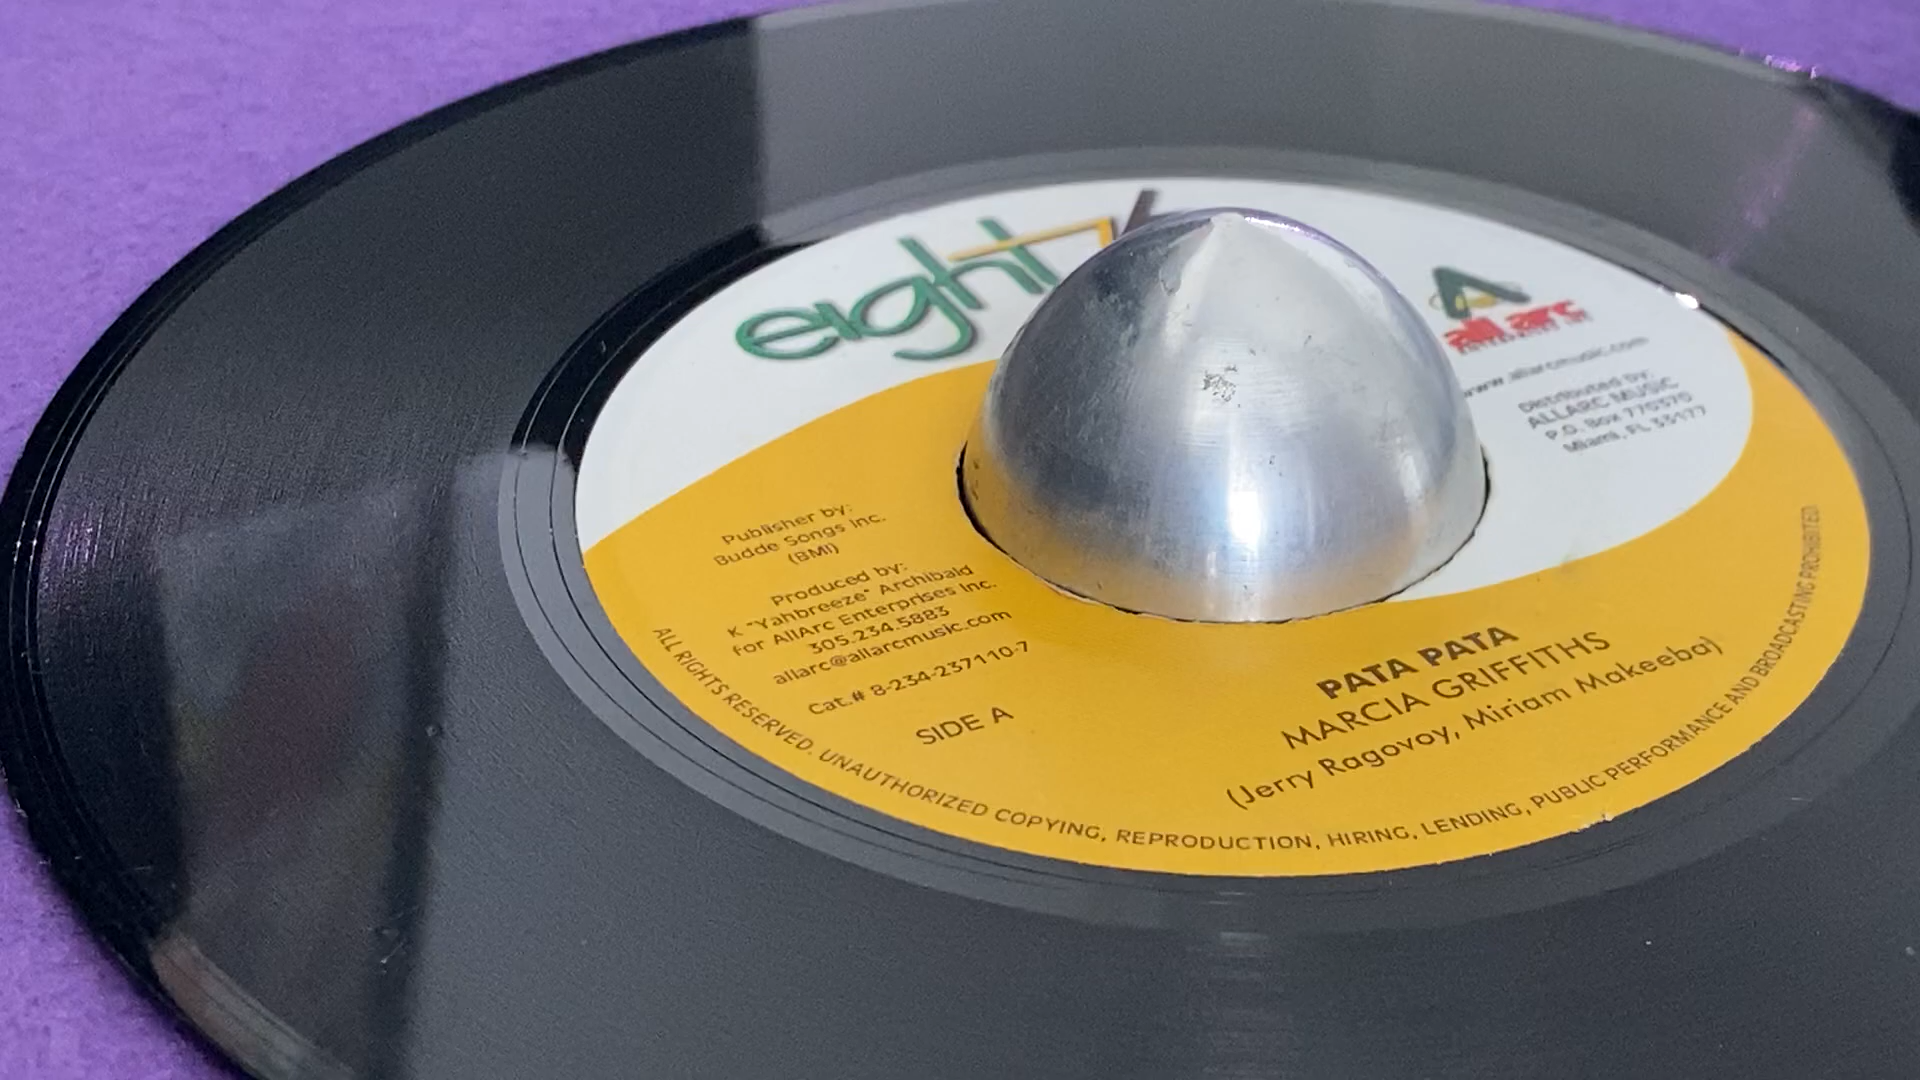 eight
all arc
ENTERPRISES INC
www.allarcmusic.com
Distributed by:
ALLARC MUSIC
P.O. Box 770370
Miami, FL 33177
Publisher by:
Budde Songs Inc.
(BMI)
Produced by:
K "Yahbreeze" Archibald
for AllArc Enterprises Inc.
305.234.5883
allarc@allarcmusic.com
Cat.# 8-234-237110-7
SIDE A
PATA PATA
MARCIA GRIFFITHS
(Jerry Ragovoy, Miriam Makeeba)
ALL RIGHTS RESERVED. UNAUTHORIZED COPYING, REPRODUCTION, HIRING, LENDING, PUBLIC PERFORMANCE AND BROADCASTING PROHIBITED